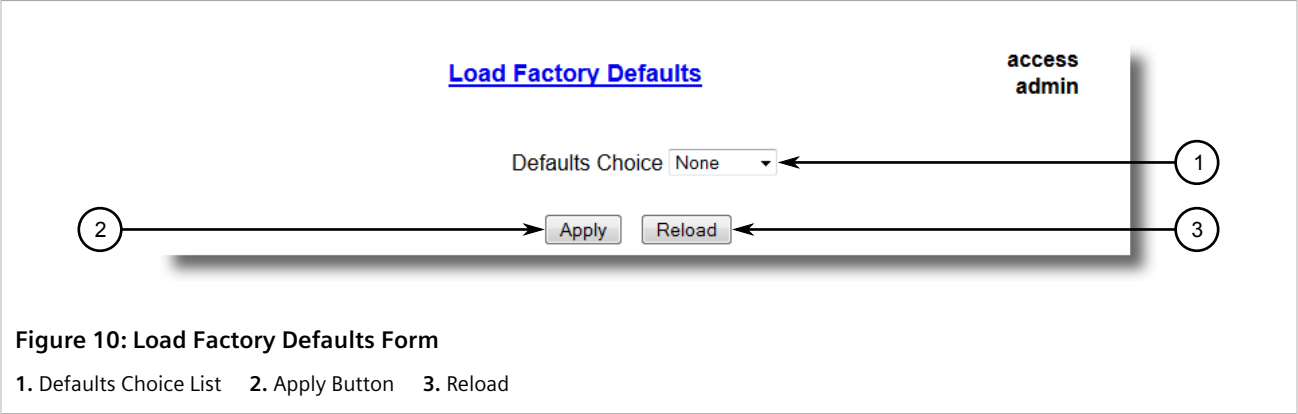 Load Factory Defaults
access
admin
Defaults Choice None
1
2
Apply Reload
3
Figure 10: Load Factory Defaults Form
1. Defaults Choice List 2. Apply Button 3. Reload